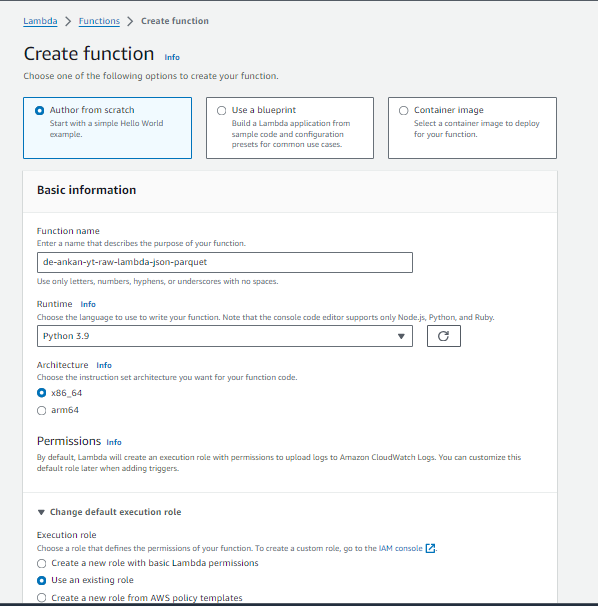 Lambda > Functions > Create function
Create function Info
Choose one of the following options to create your function.
Author from scratch
Start with a simple Hello World
example.
Use a blueprint
Build a Lambda application from
sample code and configuration
presets for common use cases.
Container image
Select a container image to deploy
for your function.
Basic information
Function name
Enter a name that describes the purpose of your function.
de-ankan-yt-raw-lambda-json-parquet
Use only letters, numbers, hyphens, or underscores with no spaces.
Runtime Info
Choose the language to use to write your function. Note that the console code editor supports only Node.js, Python, and Ruby.
Python 3.9
Architecture Info
Choose the instruction set architecture you want for your function code.
x86_64
arm64
Permissions Info
By default, Lambda will create an execution role with permissions to upload logs to Amazon CloudWatch Logs. You can customize this
default role later when adding triggers.
Change default execution role
Execution role
Choose a role that defines the permissions of your function. To create a custom role, go to the IAM console.
Create a new role with basic Lambda permissions
Use an existing role
Create a new role from AWS policy templates